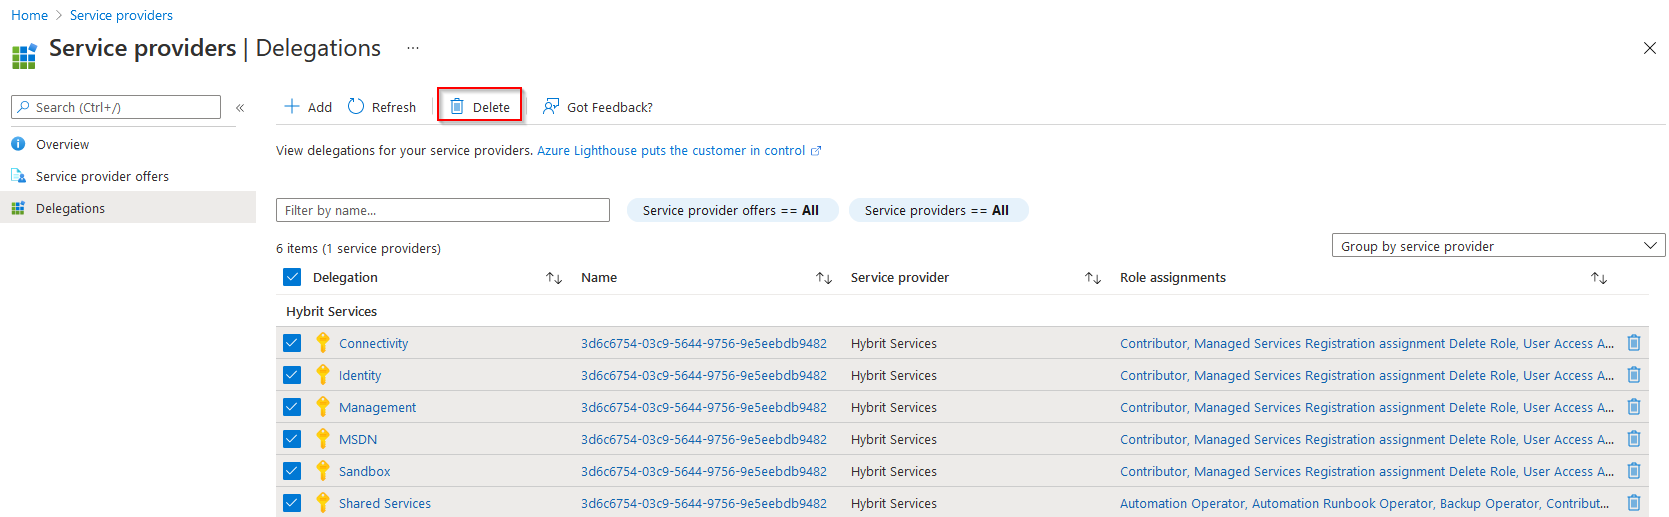 Home > Service providers
Service providers | Delegations ...
Search (Ctrl+/) «
Overview
Service provider offers
Delegations
Add Refresh Delete Got Feedback?
View delegations for your service providers. Azure Lighthouse puts the customer in control
Filter by name... Service provider offers == All Service providers == All
6 items (1 service providers) Group by service provider
Delegation Name Service provider Role assignments
Hybrit Services
Connectivity 3d6c6754-03c9-5644-9756-9e5eebdb9482 Hybrit Services Contributor, Managed Services Registration assignment Delete Role, User Access A...
Identity 3d6c6754-03c9-5644-9756-9e5eebdb9482 Hybrit Services Contributor, Managed Services Registration assignment Delete Role, User Access A...
Management 3d6c6754-03c9-5644-9756-9e5eebdb9482 Hybrit Services Contributor, Managed Services Registration assignment Delete Role, User Access A...
MSDN 3d6c6754-03c9-5644-9756-9e5eebdb9482 Hybrit Services Contributor, Managed Services Registration assignment Delete Role, User Access A...
Sandbox 3d6c6754-03c9-5644-9756-9e5eebdb9482 Hybrit Services Contributor, Managed Services Registration assignment Delete Role, User Access A...
Shared Services 3d6c6754-03c9-5644-9756-9e5eebdb9482 Hybrit Services Automation Operator, Automation Runbook Operator, Backup Operator, Contribut...